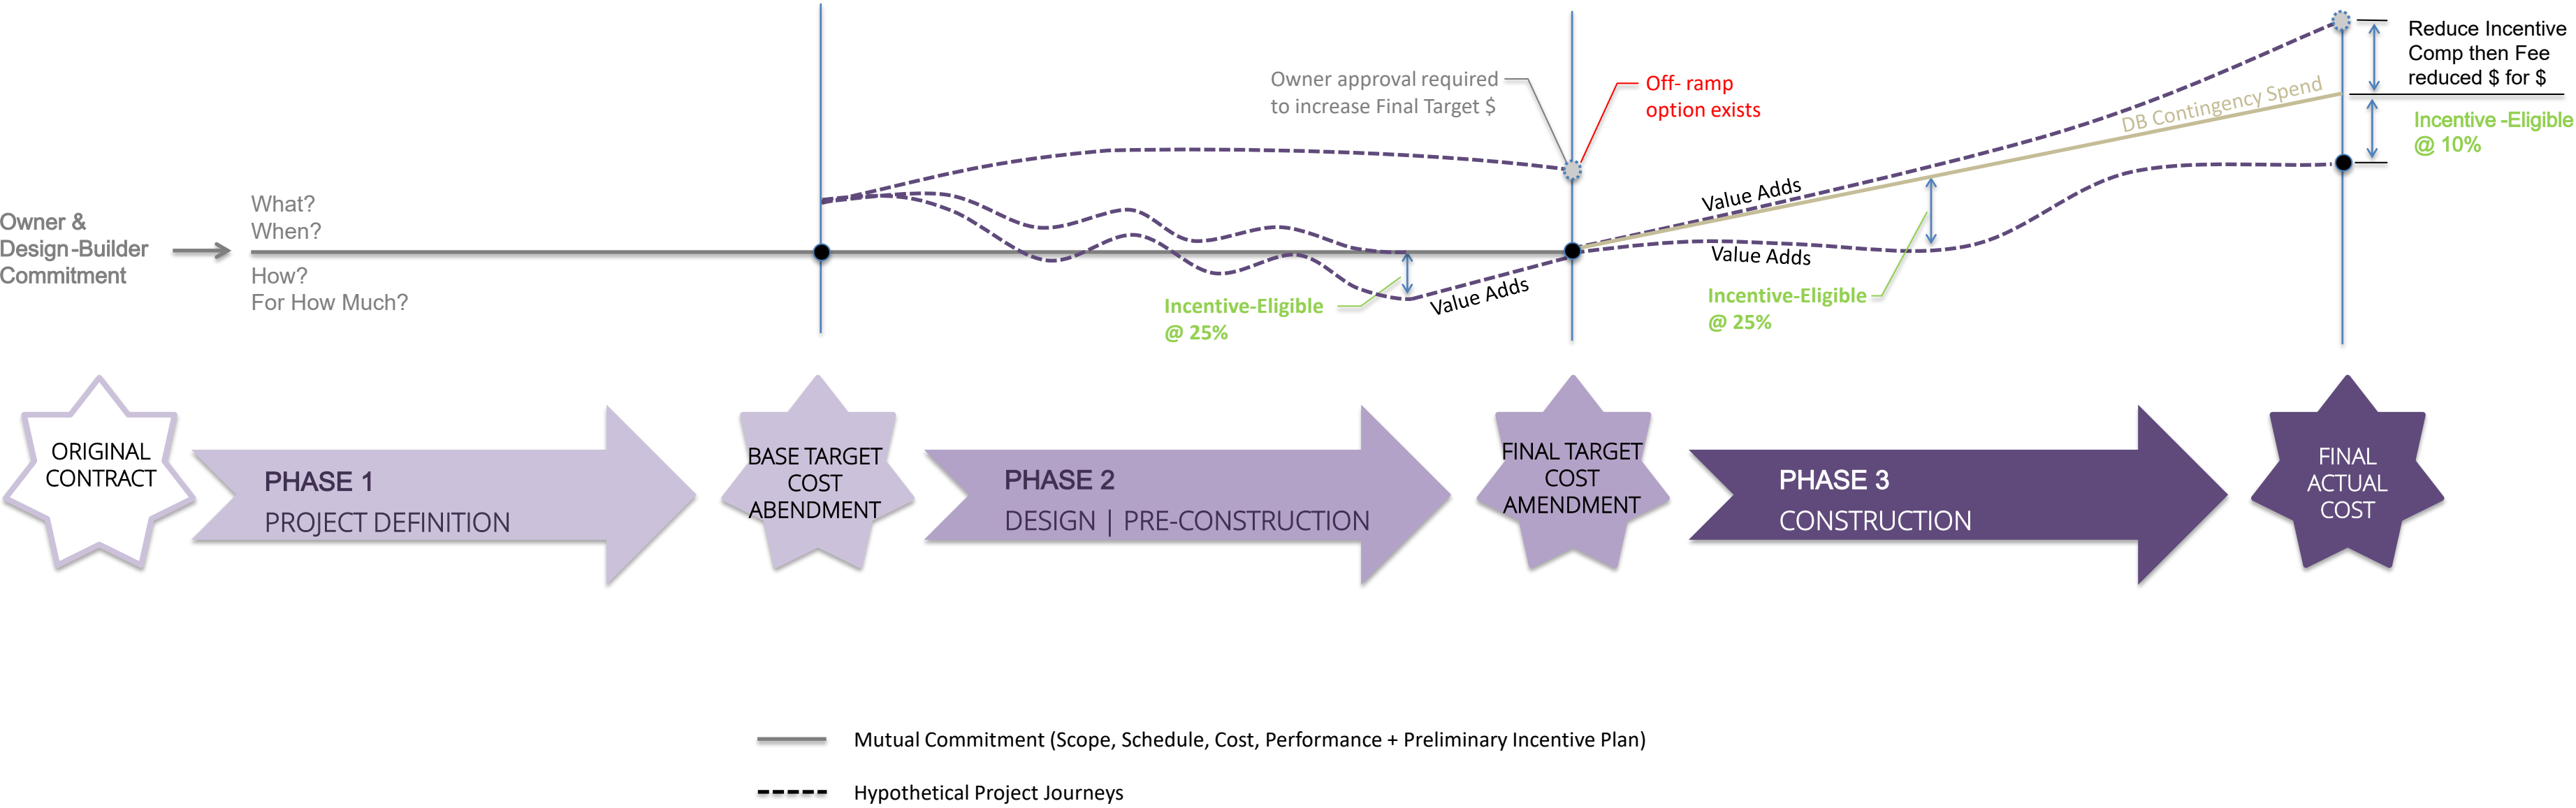 Owner &
Design-Builder
Commitment
What?
When?
How?
For How Much?
Owner approval required
to increase Final Target $
Off- ramp
option exists
Incentive-Eligible
@ 25%
Value Adds
Value Adds
Value Adds
Incentive-Eligible
@ 25%
DB Contingency Spend
Reduce Incentive
Comp then Fee
reduced $ for $
Incentive -Eligible
@ 10%
ORIGINAL
CONTRACT
PHASE 1
PROJECT DEFINITION
BASE TARGET
COST
ABENDMENT
PHASE 2
DESIGN | PRE-CONSTRUCTION
FINAL TARGET
COST
AMENDMENT
PHASE 3
CONSTRUCTION
FINAL
ACTUAL
COST
Mutual Commitment (Scope, Schedule, Cost, Performance + Preliminary Incentive Plan)
Hypothetical Project Journeys